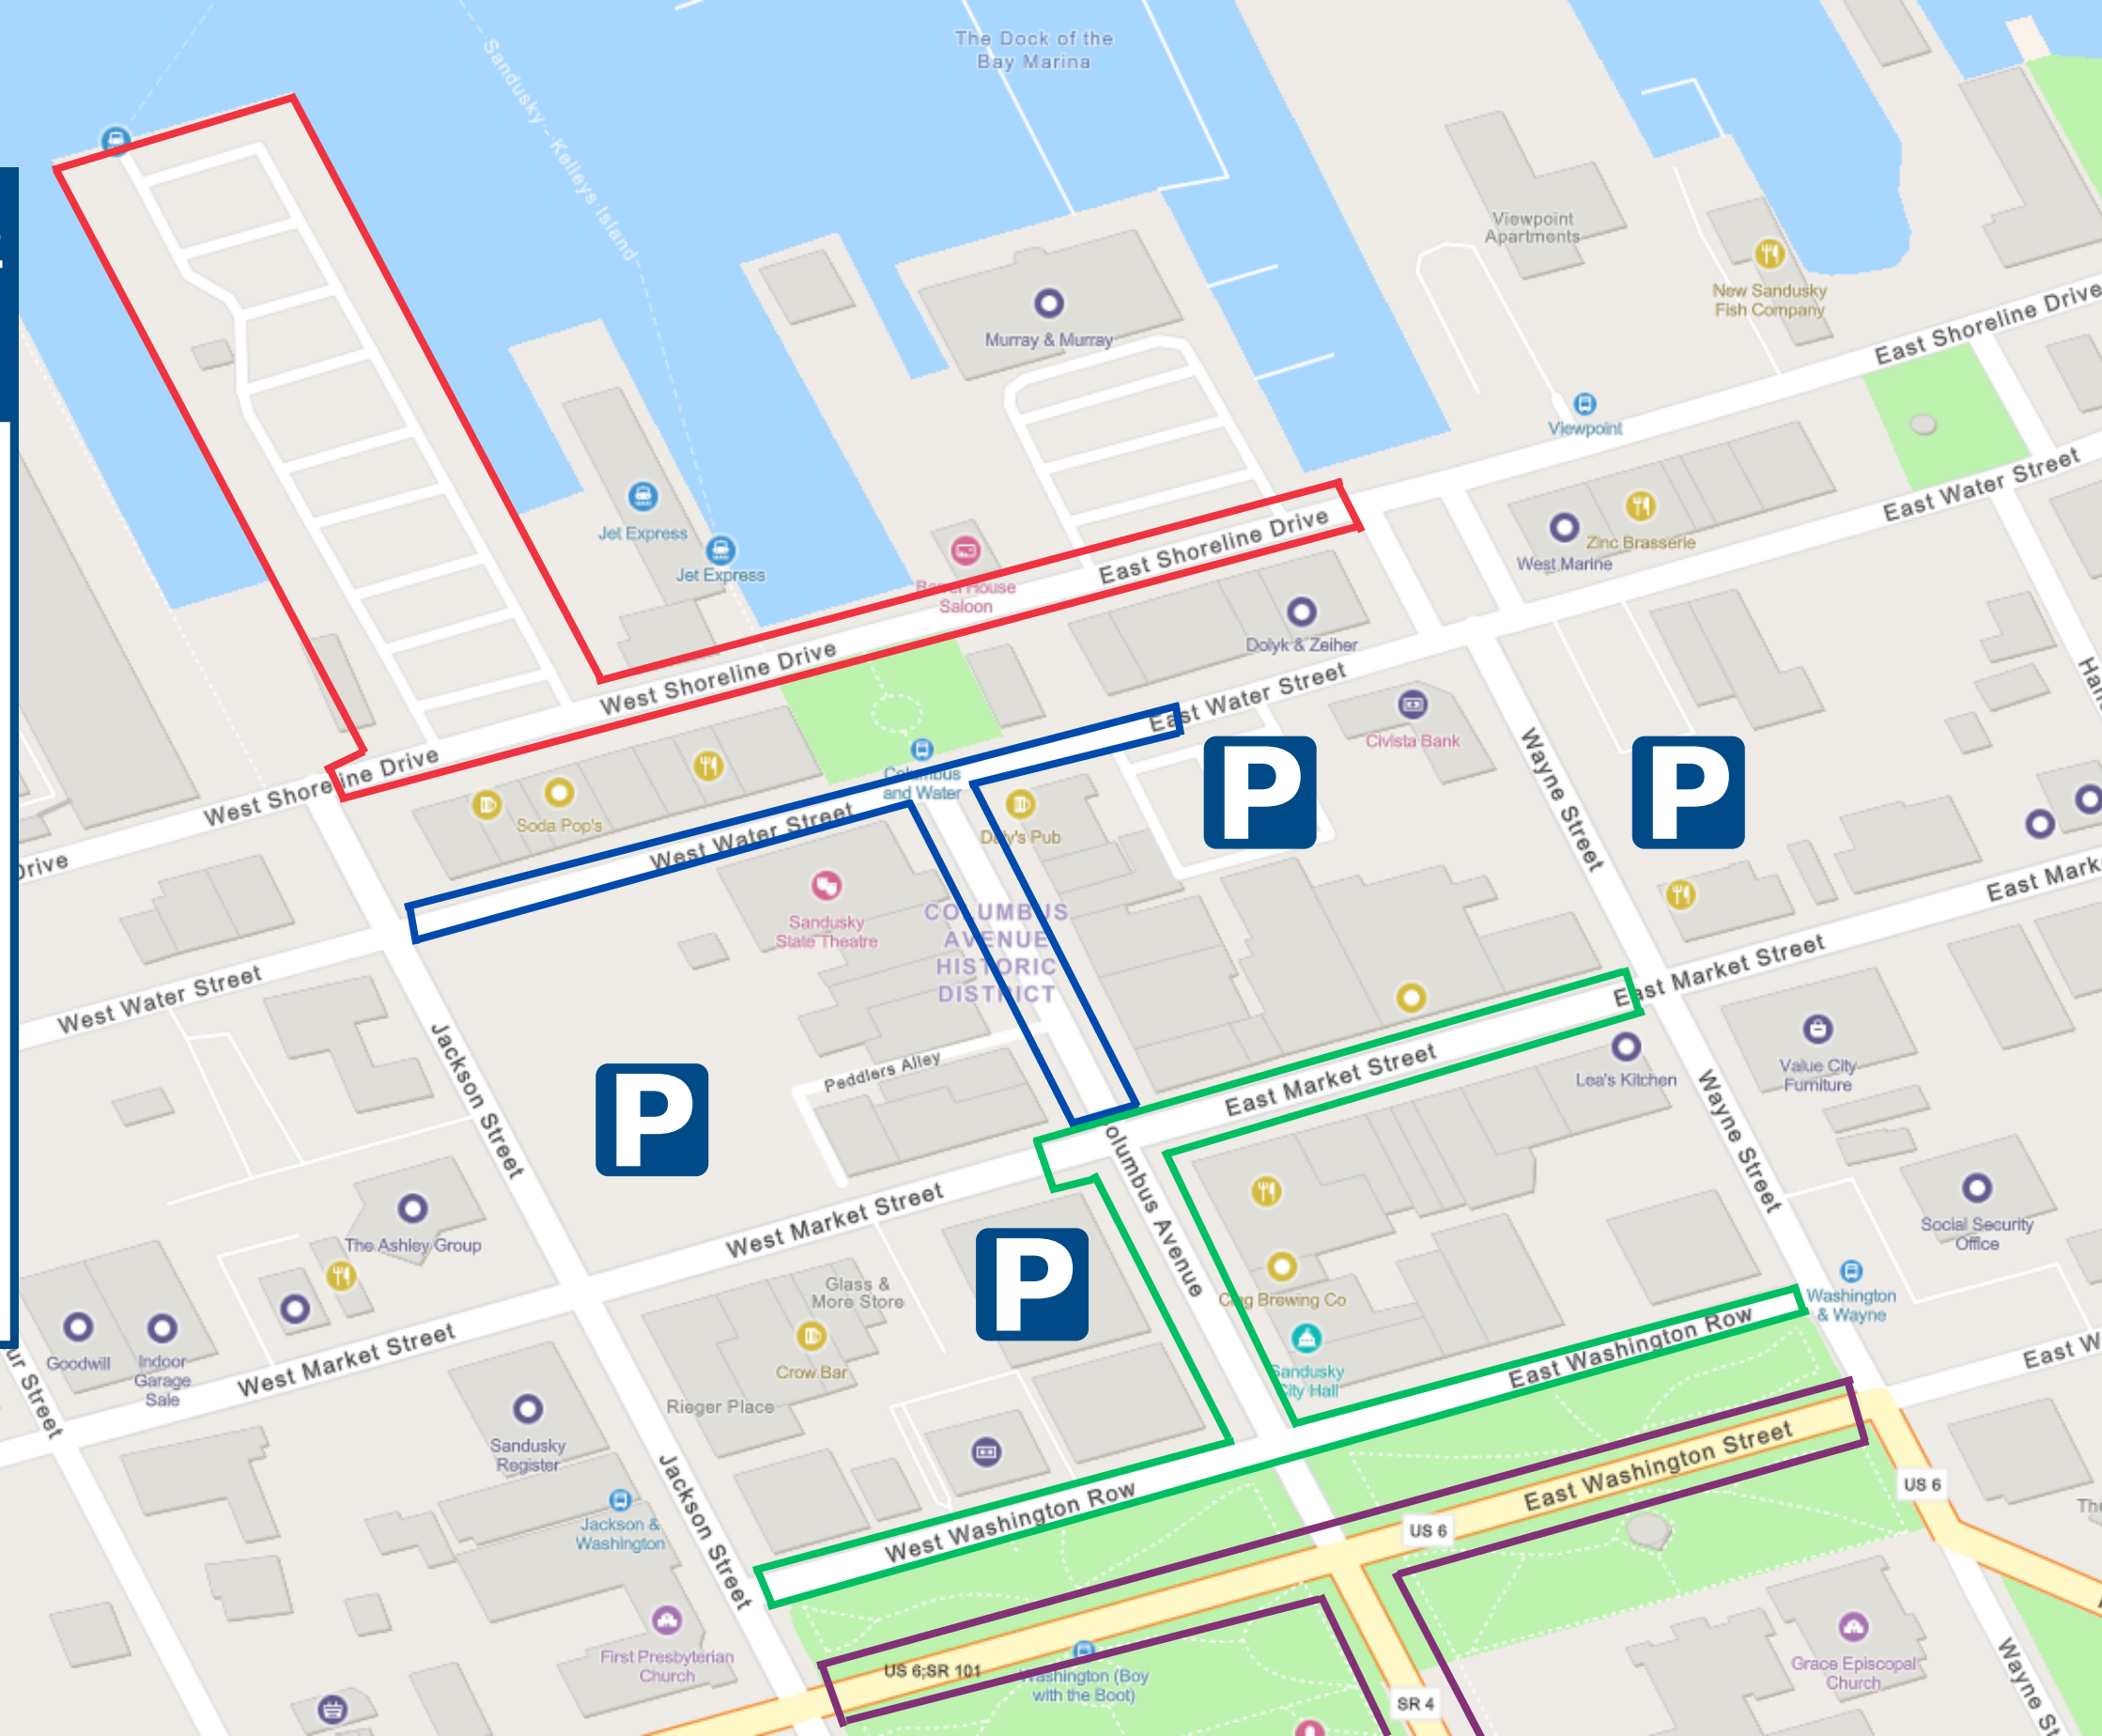 The Dock of the
Bay Marina
Sandusky - Kelleys Island
Viewpoint
Apartments
New Sandusky
Fish Company
Murray & Murray
East Shoreline Drive
Viewpoint
East Water Street
Jet Express
Jet Express
Zinc Brasserie
West Marine
East Shoreline Drive
Barrel House
Saloon
Dolyk & Zeiher
West Shoreline Drive
East Water Street
Civista Bank
West Shoreline Drive
Columbus
and Water
Soda Pop's
West Water Street
Daly's Pub
P
P
Wayne Street
Drive
Sandusky
State Theatre
COLUMBUS
AVENUE
HISTORIC
DISTRICT
East Mark
East Market Street
West Water Street
Peddlers Alley
Jackson Street
P
East Market Street
Lea's Kitchen
Value City
Furniture
Wayne Street
The Ashley Group
West Market Street
P
Columbus Avenue
Social Security
Office
Glass &
More Store
Crow Bar
Washington
& Wayne
Goodwill
Indoor
Garage
Sale
West Market Street
ur Street
Brewing Co
Sandusky
City Hall
East Washington Row
East W
Rieger Place
Sandusky
Register
Jackson Street
Jackson &
Washington
West Washington Row
East Washington Street
US 6
US 6
First Presbyterian
Church
US 6;SR 101
Washington (Boy
with the Boot)
SR 4
Grace Episcopal
Church
Wayne St